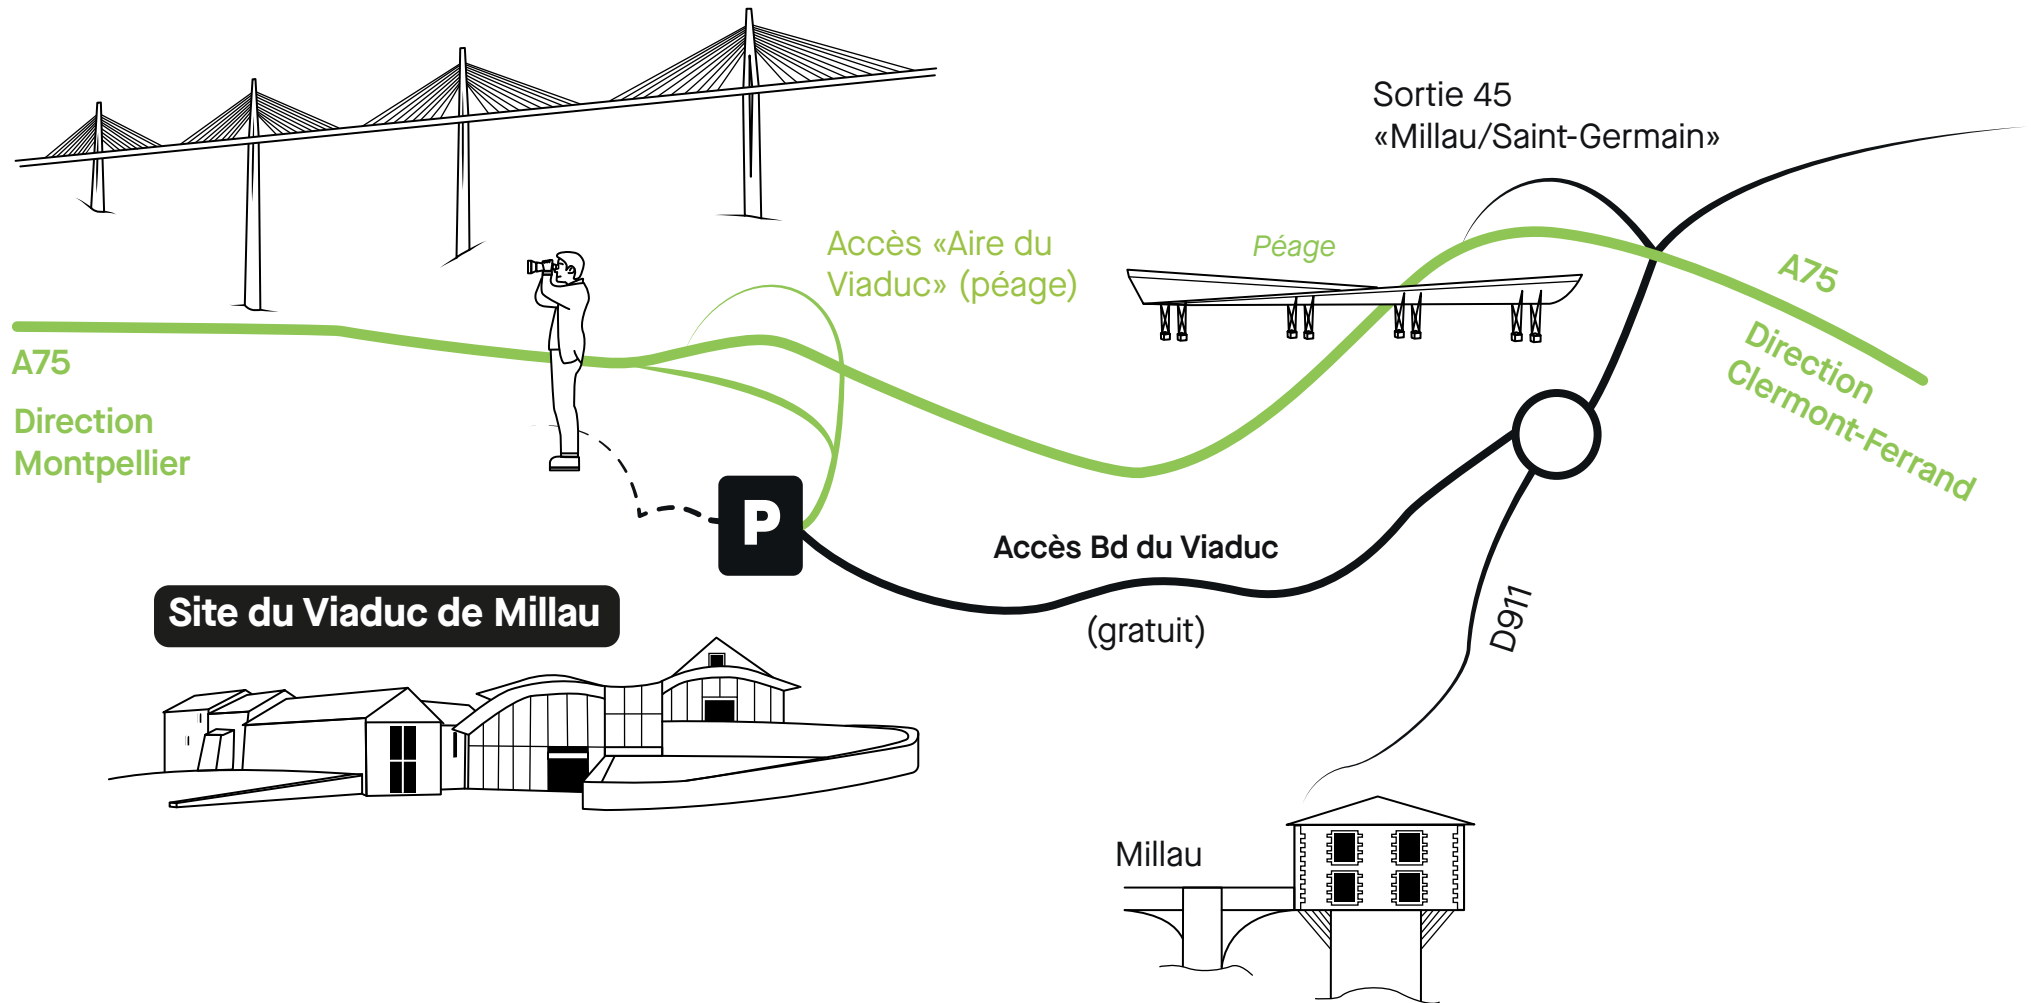 Sortie 45
«Millau/Saint-Germain»
Accès «Aire du
Viaduc» (péage)
Péage
A75
Direction
Clermont-Ferrand
A75
Direction
Montpellier
P
Accès Bd du Viaduc
(gratuit)
Site du Viaduc de Millau
D911
Millau